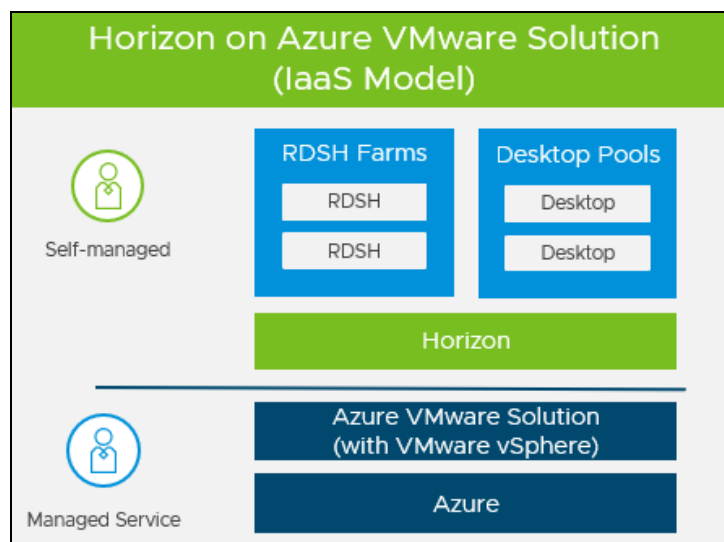 Horizon on Azure VMware Solution
(IaaS Model)
RDSH Farms
RDSH
RDSH
Desktop Pools
Desktop
Desktop
Self-managed
Horizon
Azure VMware Solution
(with VMware vSphere)
Azure
Managed Service